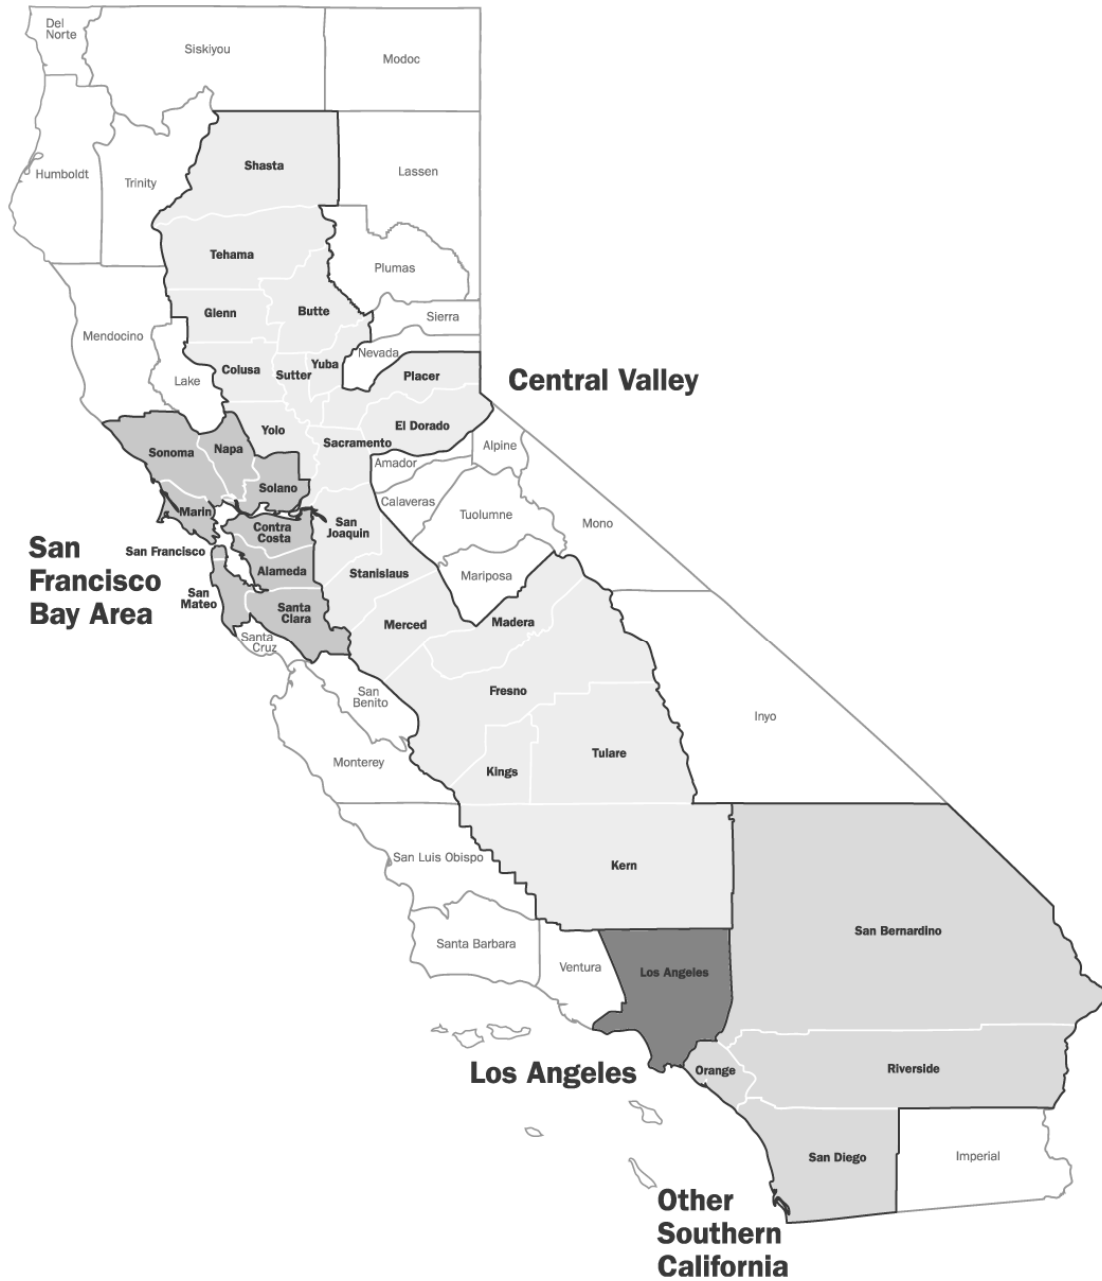 Del
Norte
Siskiyou
Modoc
Shasta
Lassen
Humboldt
Trinity
Tehama
Plumas
Glenn
Butte
Sierra
Mendocino
Nevada
Colusa
Sutter
Yuba
Placer
Lake
Central Valley
Yolo
El Dorado
Sonoma
Napa
Sacramento
Alpine
Amador
Solano
Calaveras
Marin
Tuolumne
Mono
Contra
Costa
San
Joaquin
San
Francisco
Bay Area
San Francisco
Alameda
Stanislaus
Mariposa
San
Mateo
Santa
Clara
Merced
Madera
Santa
Cruz
San
Benito
Fresno
Inyo
Monterey
Kings
Tulare
San Luis Obispo
Kern
San Bernardino
Santa Barbara
Ventura
Los Angeles
Los Angeles
Orange
Riverside
San Diego
Imperial
Other
Southern
California